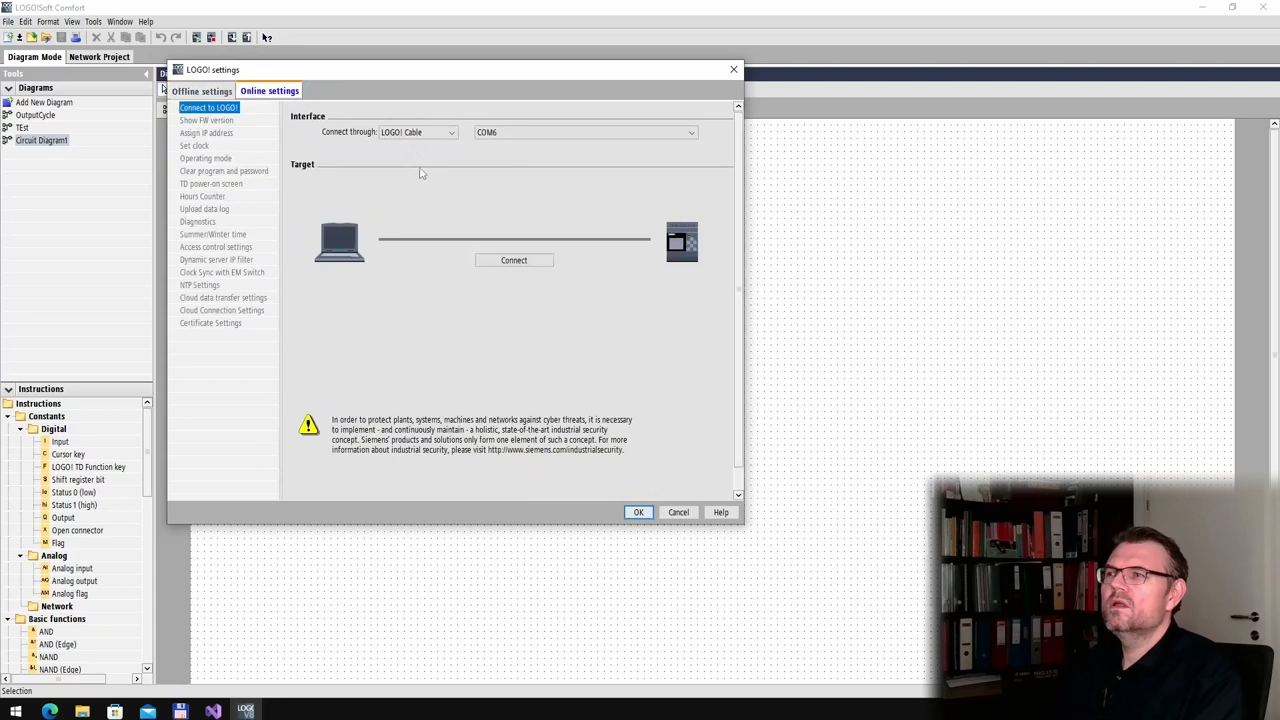 LOGO!Soft Comfort
File Edit Format View Tools Window Help
Diagram Mode Network Project
Tools
Diagrams
Add New Diagram
OutputCycle
TEst
Circuit Diagram1
Instructions
Instructions
Constants
Digital
Input
Cursor key
LOGO! TD Function key
Shift register bit
Status 0 (low)
Status 1 (high)
Output
Open connector
Flag
Analog
Analog input
Analog output
Analog flag
Network
Basic functions
AND
AND (Edge)
NAND
NAND (Edge)
Selection
LOGO! settings
Offline settings Online settings
Connect to LOGO!
Show FW version
Assign IP address
Set clock
Operating mode
Clear program and password
TD power-on screen
Hours Counter
Upload data log
Diagnostics
Summer/Winter time
Access control settings
Dynamic server IP filter
Clock Sync with EM Switch
NTP Settings
Cloud data transfer settings
Cloud Connection Settings
Certificate Settings
Interface
Connect through: LOGO! Cable COM6
Target
Connect
In order to protect plants, systems, machines and networks against cyber threats, it is necessary
to implement - and continuously maintain - a holistic, state-of-the-art industrial security
concept. Siemens' products and solutions only form one element of such a concept. For more
information about industrial security, please visit http://www.siemens.com/industrialsecurity.
OK Cancel Help